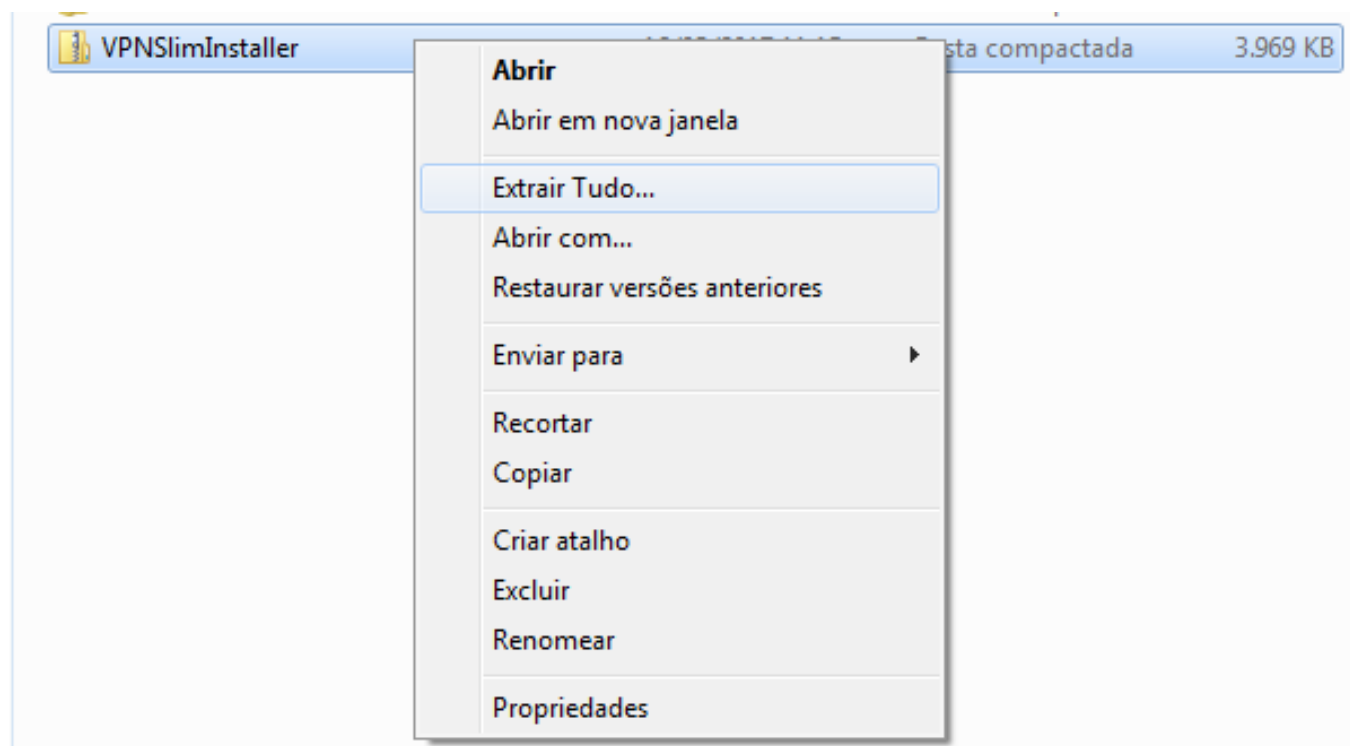 VPNSlimInstaller compactada 3.969 KB
Abrir
Abrir em nova janela
Extrair Tudo...
Abrir com...
Restaurar versões anteriores
Enviar para
Recortar
Copiar
Criar atalho
Excluir
Renomear
Propriedades